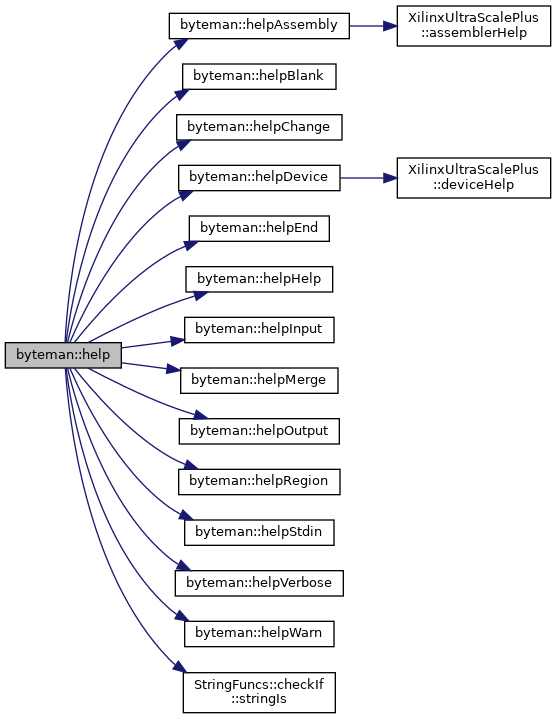 byteman::help
byteman::helpAssembly
XilinxUltraScalePlus
::assemblerHelp
byteman::helpBlank
byteman::helpChange
byteman::helpDevice
XilinxUltraScalePlus
::deviceHelp
byteman::helpEnd
byteman::helpHelp
byteman::helpInput
byteman::helpMerge
byteman::helpOutput
byteman::helpRegion
byteman::helpStdin
byteman::helpVerbose
byteman::helpWarn
StringFuncs::checkIf
::stringIs